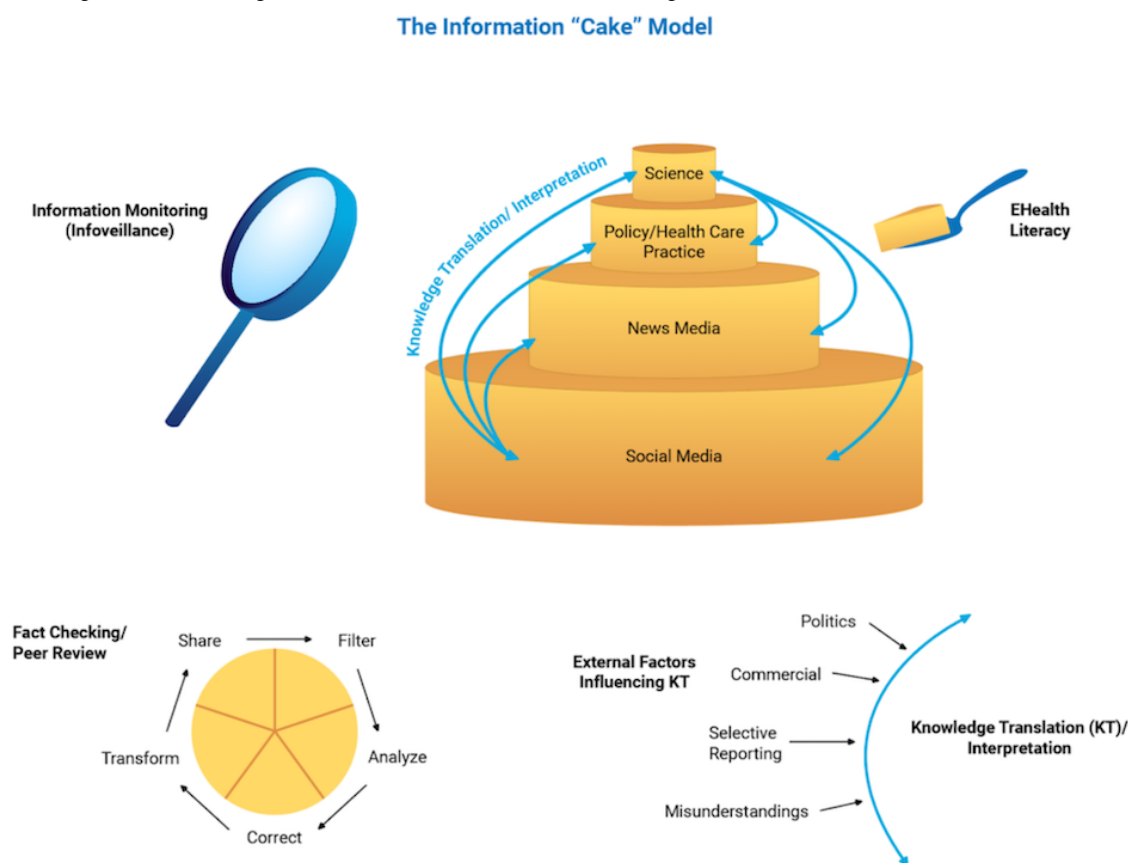 The Information “Cake” Model
Knowledge Translation/ Interpretation
Science
Information Monitoring
(Infoveillance)
EHealth
Literacy
Policy/Health Care
Practice
News Media
Social Media
Fact Checking/
Peer Review
Share
Filter
Transform
Analyze
Correct
External Factors
Influencing KT
Politics
Commercial
Selective
Reporting
Misunderstandings
Knowledge Translation (KT)/
Interpretation